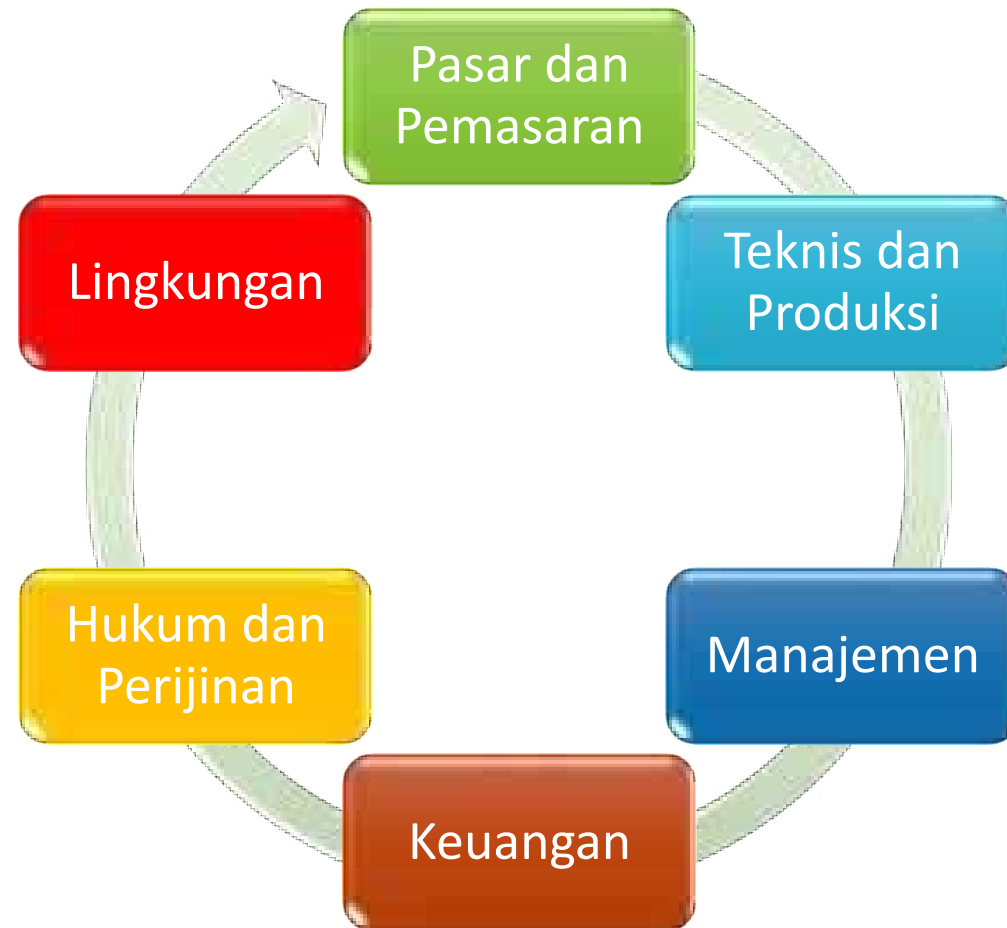 Pasar dan
Pemasaran
Teknis dan
Produksi
Manajemen
Keuangan
Hukum dan
Perijinan
Lingkungan